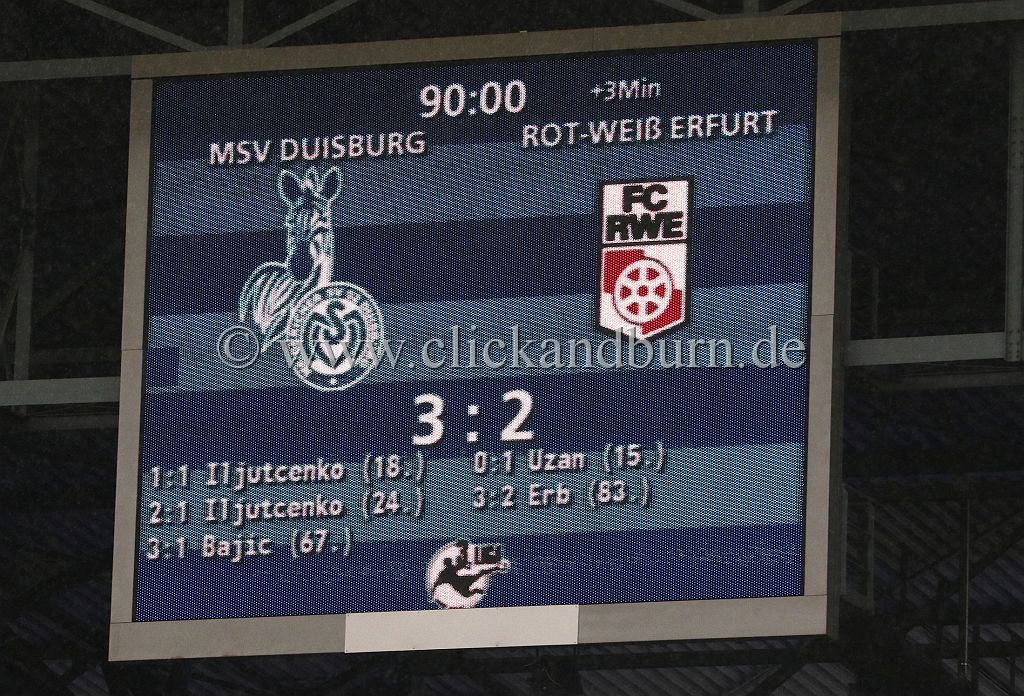 90:00 +3Min
MSV DUISBURG ROT-WEIß ERFURT
FC
RWE
© www.clickandburn.de
3 : 2
1:1 Iljutcenko (18.) 0:1 Uzan (15.)
2:1 Iljutcenko (24.) 3:2 Erb (83.)
3:1 Bajic (67.)